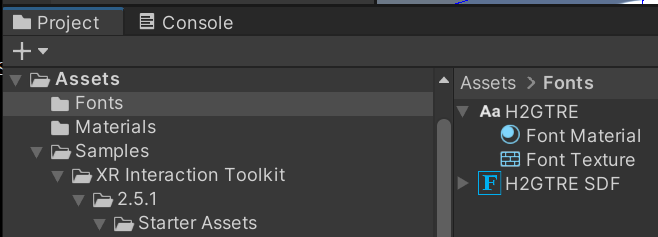 Project Console
Assets
Fonts
Materials
Samples
XR Interaction Toolkit
2.5.1
Starter Assets
Assets > Fonts
Aa H2GTRE
Font Material
Font Texture
F H2GTRE SDF